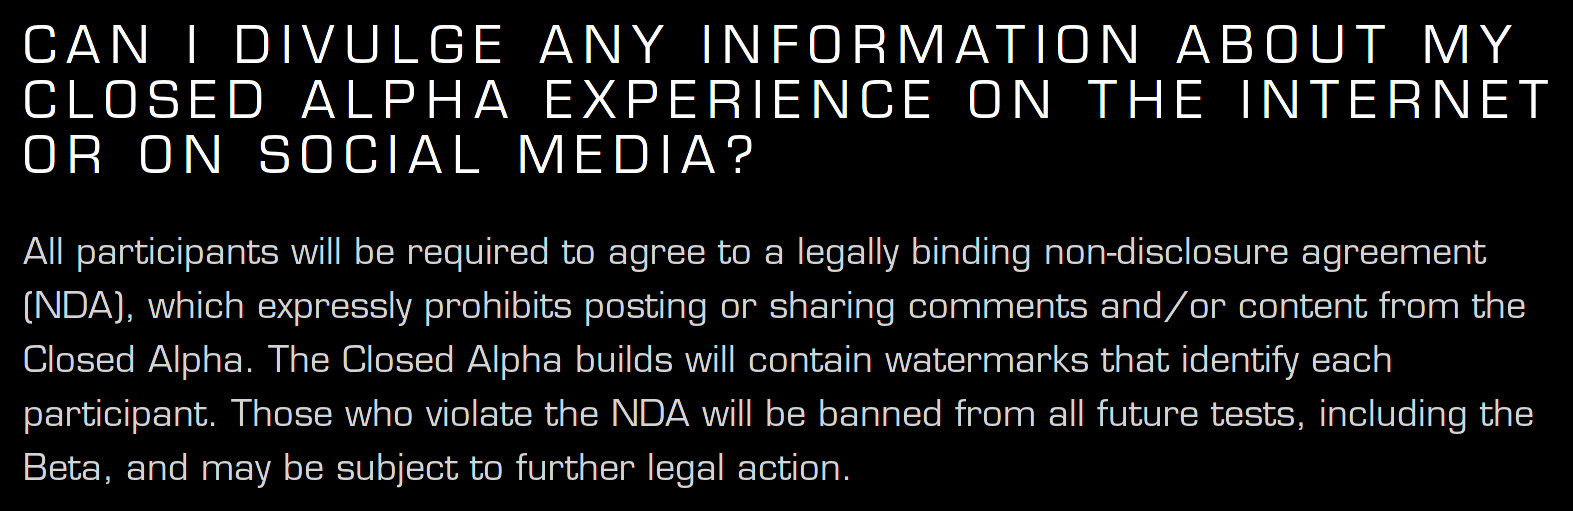 CAN I DIVULGE ANY INFORMATION ABOUT MY
CLOSED ALPHA EXPERIENCE ON THE INTERNET
OR ON SOCIAL MEDIA?
All participants will be required to agree to a legally binding non-disclosure agreement
(NDA), which expressly prohibits posting or sharing comments and/or content from the
Closed Alpha. The Closed Alpha builds will contain watermarks that identify each
participant. Those who violate the NDA will be banned from all future tests, including the
Beta, and may be subject to further legal action.